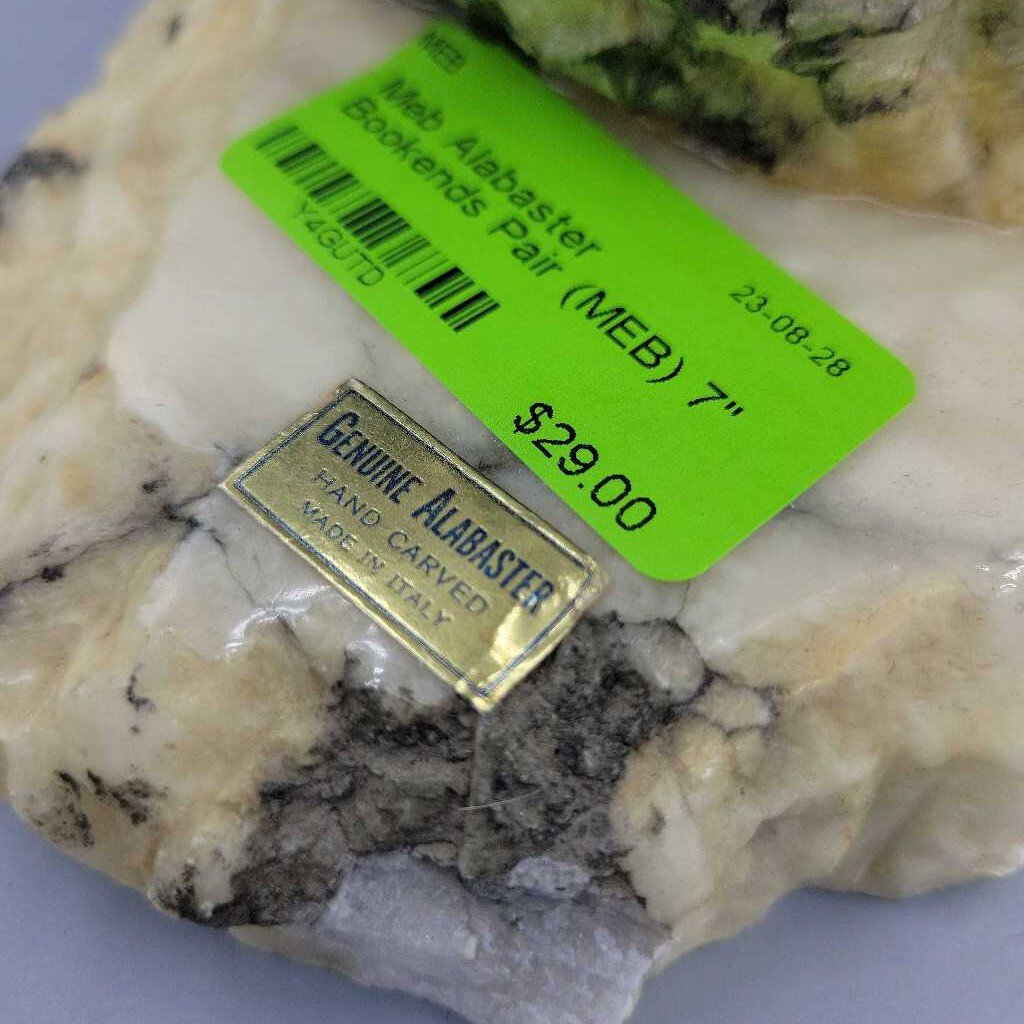 MEB
Meb Alabaster
Bookends Pair (MEB) 7"
Y4GUTD
23-08-28
$29.00
GENUINE ALABASTER
HAND CARVED
MADE IN ITALY